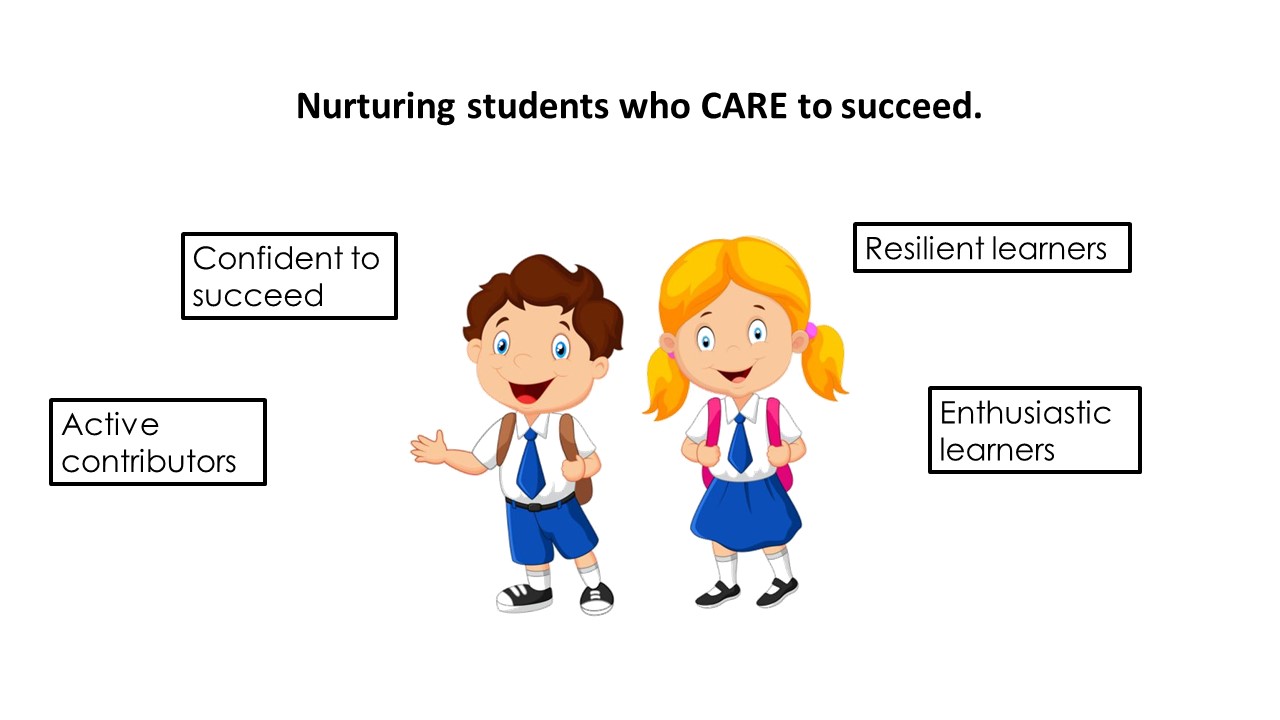 Nurturing students who CARE to succeed.
Confident to
succeed
Active
contributors
Resilient learners
Enthusiastic
learners